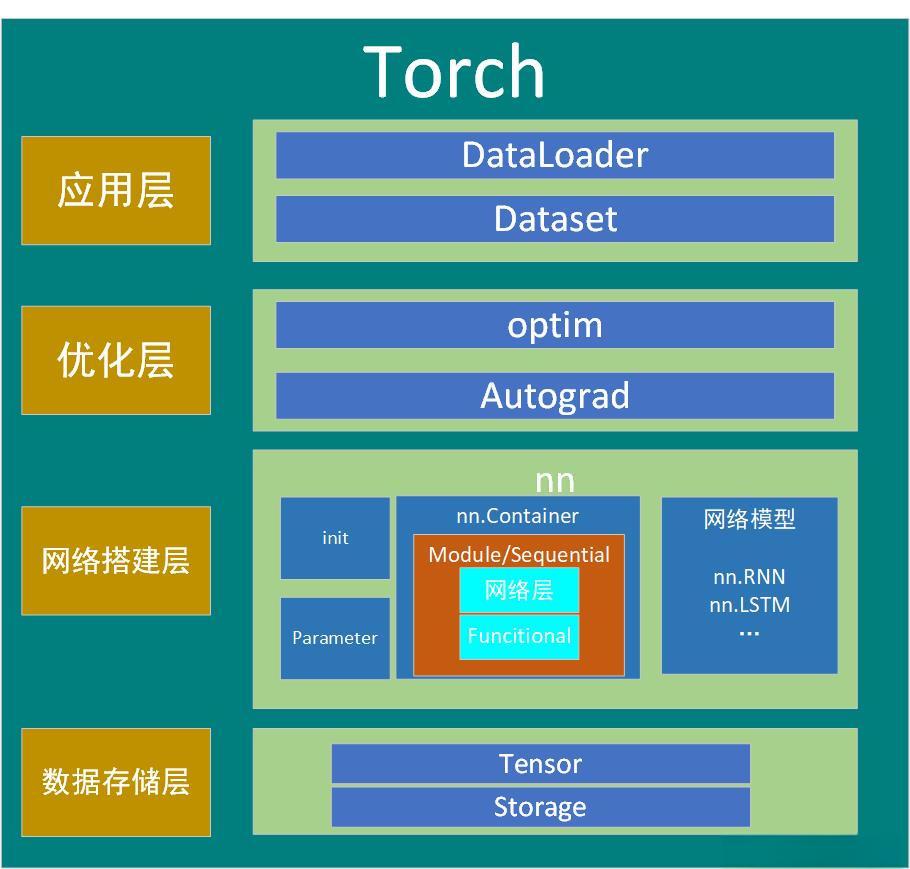 Torch
应用层
DataLoader
Dataset
优化层
optim
Autograd
网络搭建层
nn
init
Parameter
nn.Container
Module/Sequential
网络层
Funcitional
网络模型
nn.RNN
nn.LSTM
...
数据存储层
Tensor
Storage